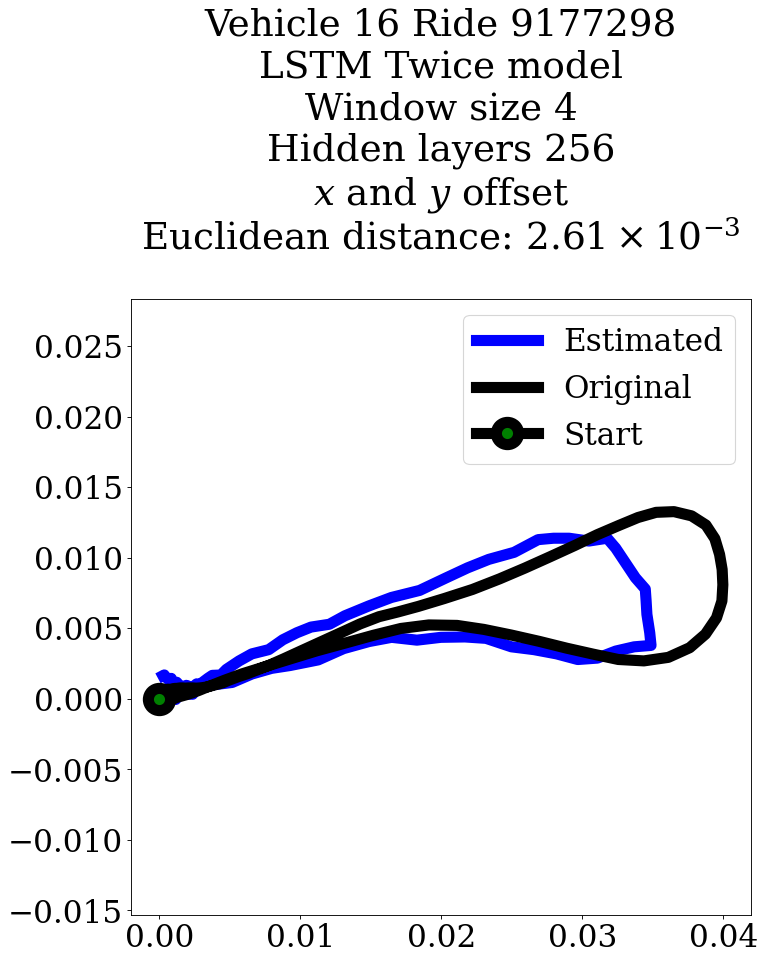 Vehicle 16 Ride 9177298
LSTM Twice model
Window size 4
Hidden layers 256
x and y offset
Euclidean distance: 2.61 × 10⁻³
Estimated
Original
Start
0.025
0.020
0.015
0.010
0.005
0.000
−0.005
−0.010
−0.015
0.00 0.01 0.02 0.03 0.04